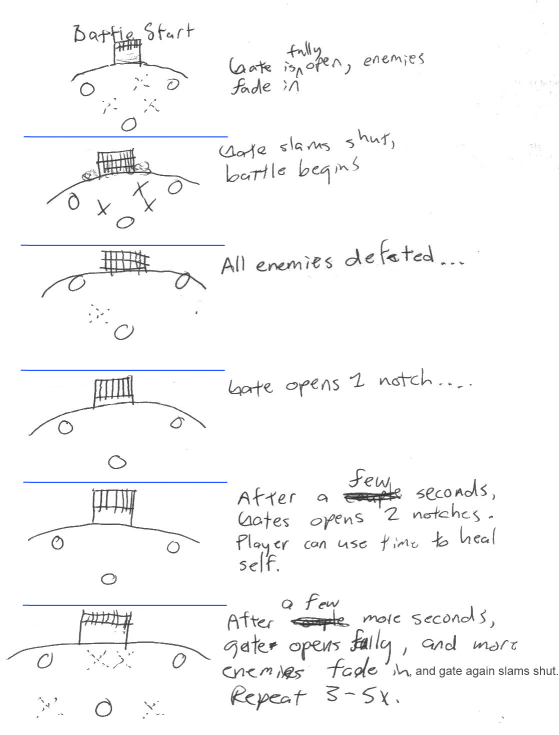 Battle Start
Gate is fully open, enemies
fade in
Gate slams shut,
battle begins
All enemies defeted...
Gate opens 1 notch....
After a few seconds,
Gates opens 2 notches.
Player can use time to heal
self.
After a few more seconds,
gate opens fully, and more
enemies fade in, and gate again slams shut.
Repeat 3-5x.